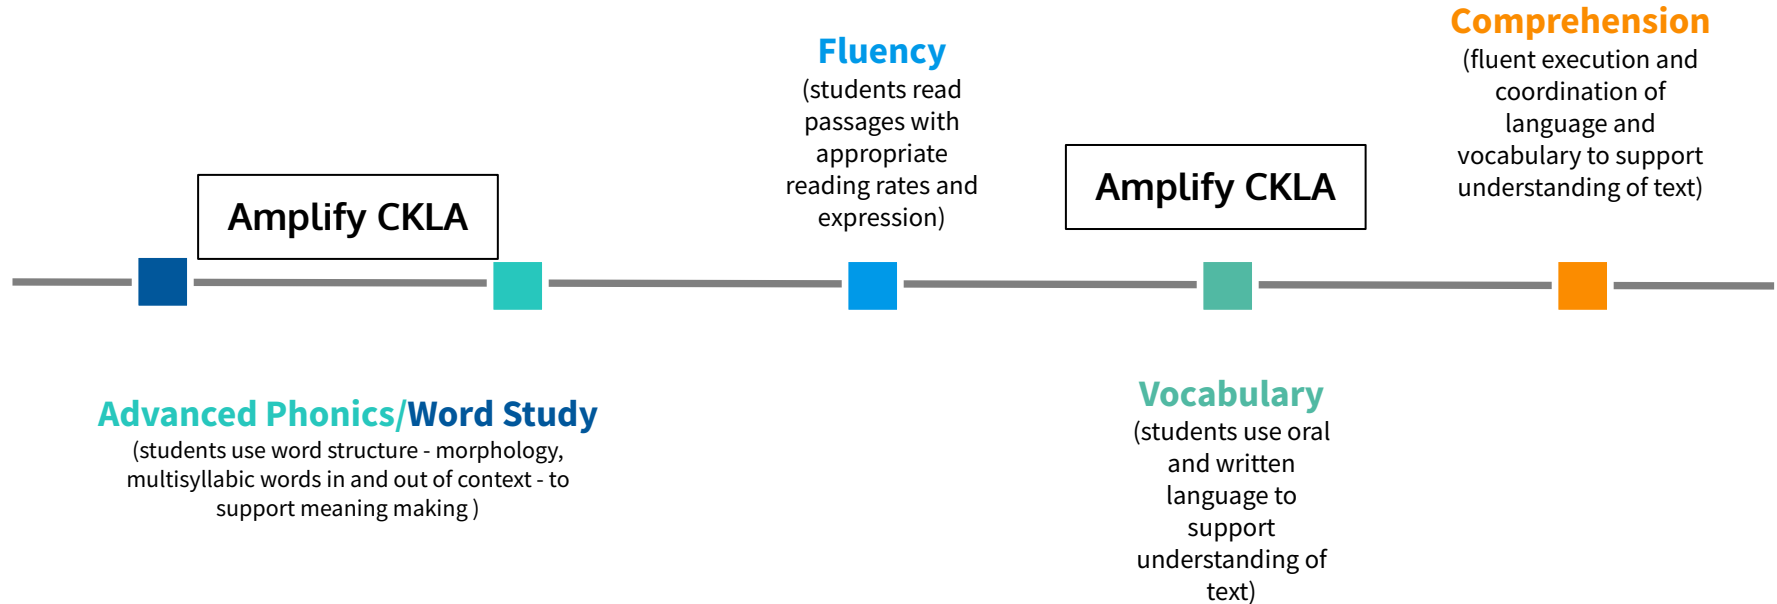 Comprehension
(fluent execution and
coordination of
language and
vocabulary to support
understanding of text)
Fluency
(students read
passages with
appropriate
reading rates and
expression)
Amplify CKLA
Amplify CKLA
Advanced Phonics/Word Study
(students use word structure - morphology,
multisyllabic words in and out of context - to
support meaning making )
Vocabulary
(students use oral
and written
language to
support
understanding of
text)